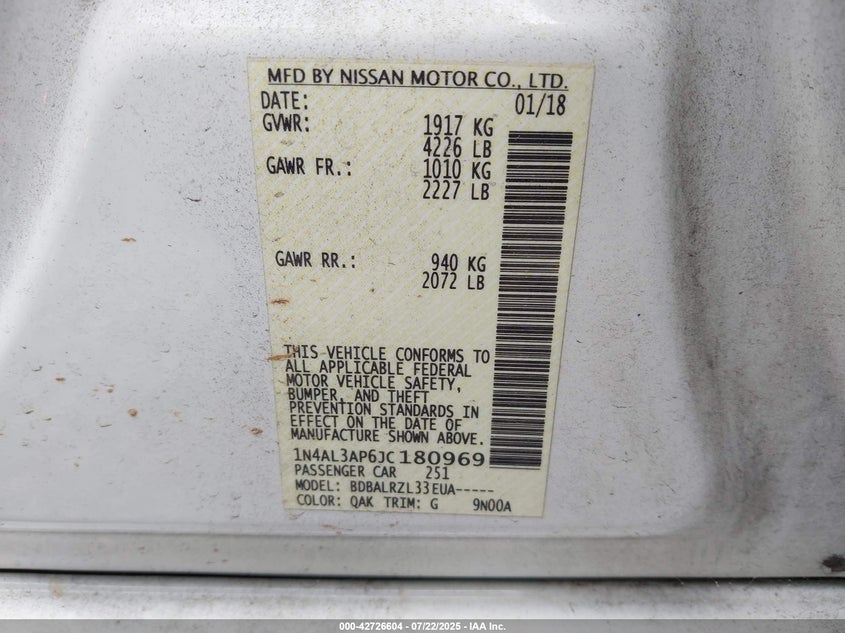 MFD BY NISSAN MOTOR CO., LTD.
DATE: 01/18
GVWR: 1917 KG
4226 LB
GAWR FR.: 1010 KG
2227 LB
GAWR RR.: 940 KG
2072 LB
THIS VEHICLE CONFORMS TO
ALL APPLICABLE FEDERAL
MOTOR VEHICLE SAFETY,
BUMPER, AND THEFT
PREVENTION STANDARDS IN
EFFECT ON THE DATE OF
MANUFACTURE SHOWN ABOVE.
1N4AL3AP6JC180969
PASSENGER CAR 251
MODEL: BDBALRZL33EUA-----
COLOR: QAK TRIM: G 9N00A
000-42726604 - 07/22/2025 - IAA Inc.